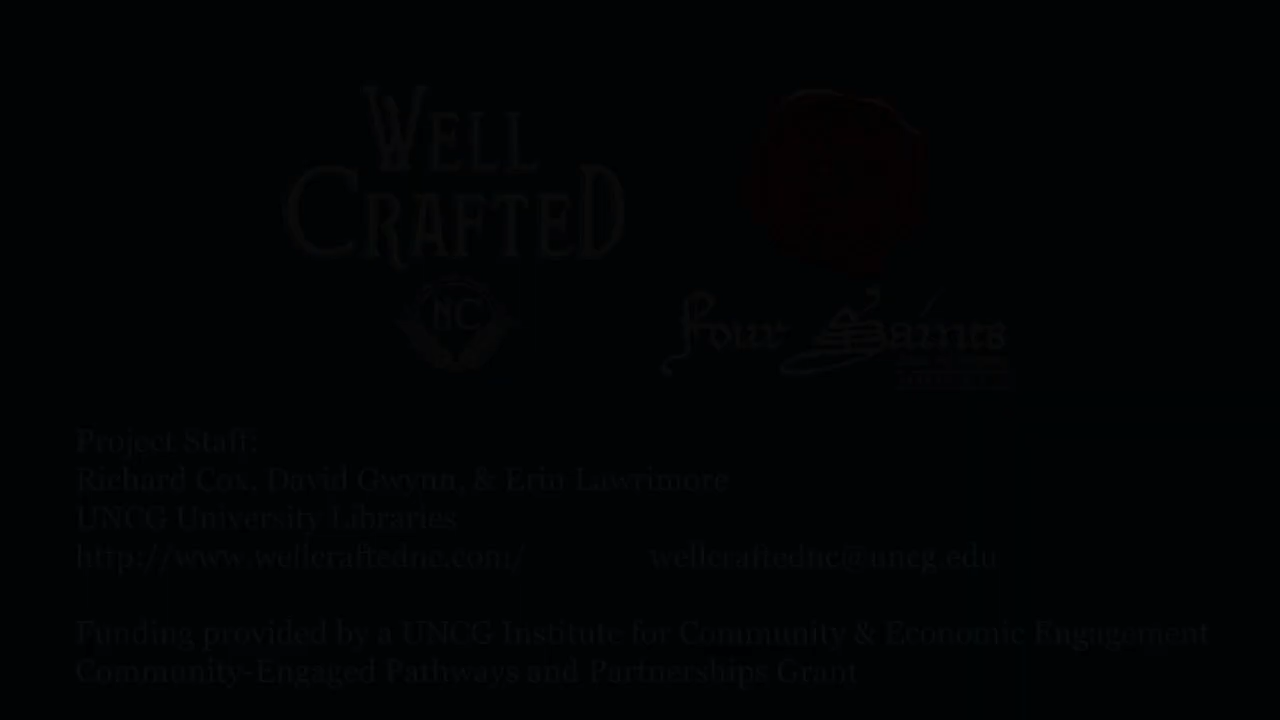 WELL
CRAFTED
NC
Four Saints
Project Staff:
Richard Cox, David Gwynn, & Erin Lawrimore
UNCG University Libraries
http://www.wellcraftednc.com/ wellcraftednc@uncg.edu
Funding provided by a UNCG Institute for Community & Economic Engagement
Community-Engaged Pathways and Partnerships Grant